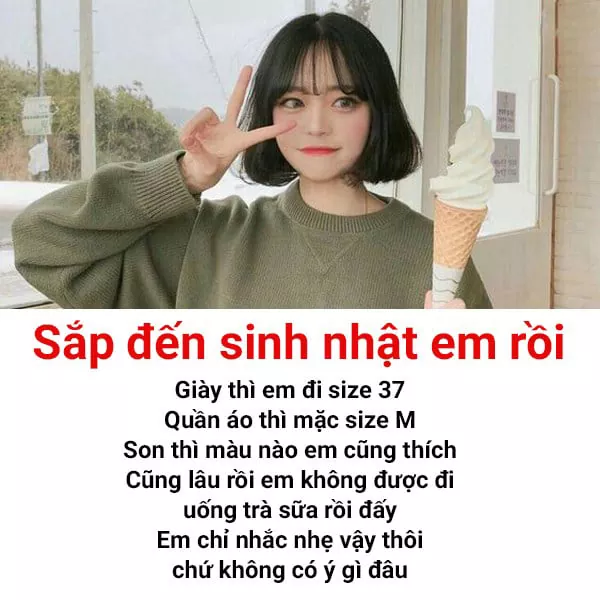 Sắp đến sinh nhật em rồi
Giày thì em đi size 37
Quần áo thì mặc size M
Son thì màu nào em cũng thích
Cũng lâu rồi em không được đi
uống trà sữa rồi đấy
Em chỉ nhắc nhẹ vậy thôi
chứ không có ý gì đâu